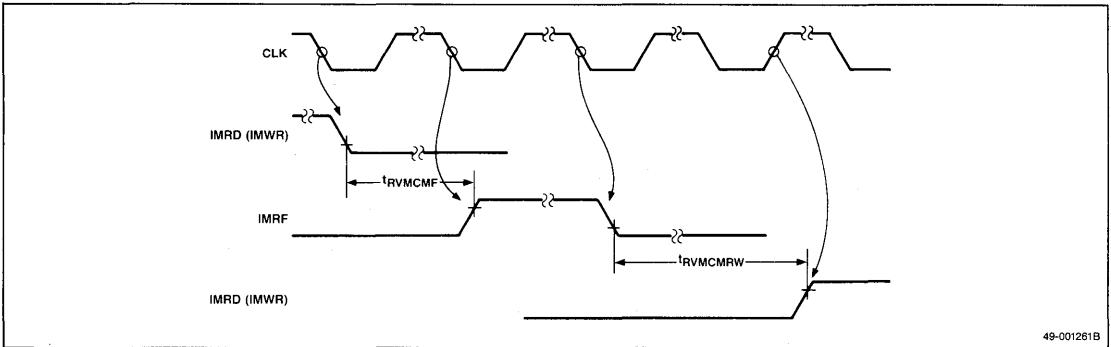 CLK
IMRD (IMWR)
tRVMCMF
IMRF
tRVMCMRW
IMRD (IMWR)
49-001261B